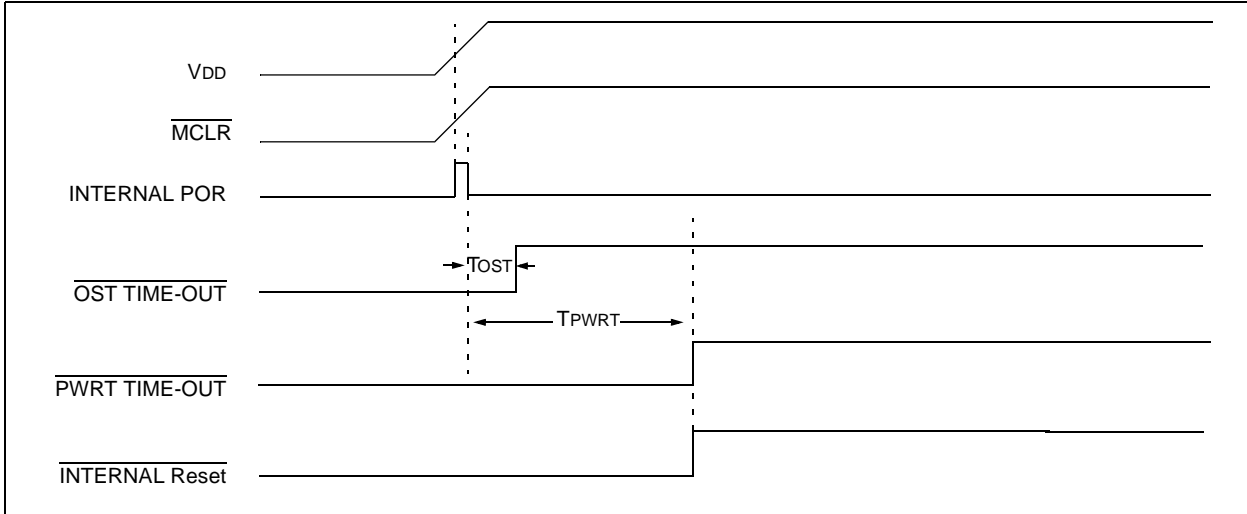 VDD
MCLR
INTERNAL POR
TOST
OST TIME-OUT
TPWRT
PWRT TIME-OUT
INTERNAL Reset